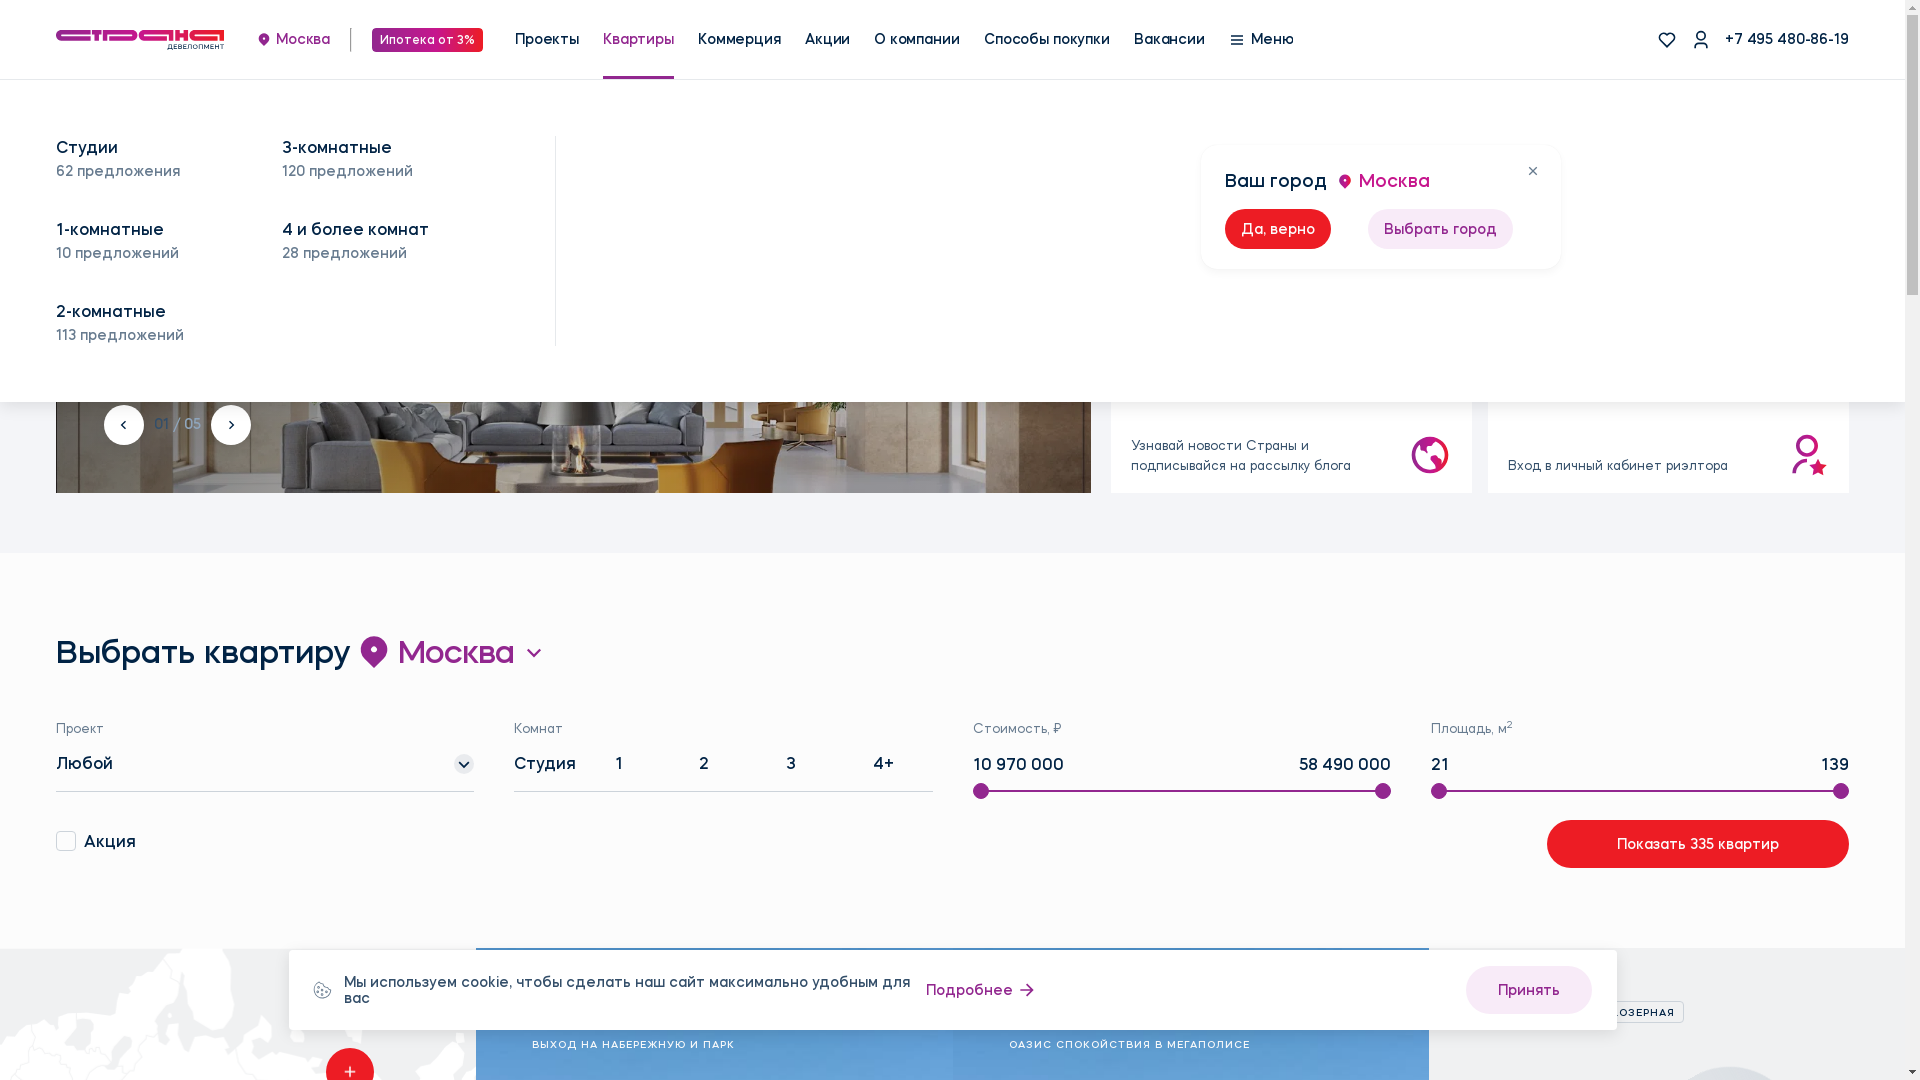 страна
ДЕВЕЛОПМЕНТ
Москва
Ипотека от 3%
Проекты
Квартиры
Коммерция
Акции
О компании
Способы покупки
Вакансии
Меню
+7 495 480-86-19
Студии
62 предложения
3-комнатные
120 предложений
1-комнатные
10 предложений
4 и более комнат
28 предложений
2-комнатные
113 предложений
Ваш город
Москва
Да, верно
Выбрать город
01 / 05
Узнавай новости Страны и
подписывайся на рассылку блога
Вход в личный кабинет риэлтора
Выбрать квартиру
Москва
Проект
Любой
Комнат
Студия
1
2
3
4+
Стоимость, ₽
10 970 000
58 490 000
Площадь, м²
21
139
Акция
Показать 335 квартир
Мы используем cookie, чтобы сделать наш сайт максимально удобным для
вас
Подробнее
Принять
ВЫХОД НА НАБЕРЕЖНУЮ И ПАРК
ОАЗИС СПОКОЙСТВИЯ В МЕГАПОЛИСЕ